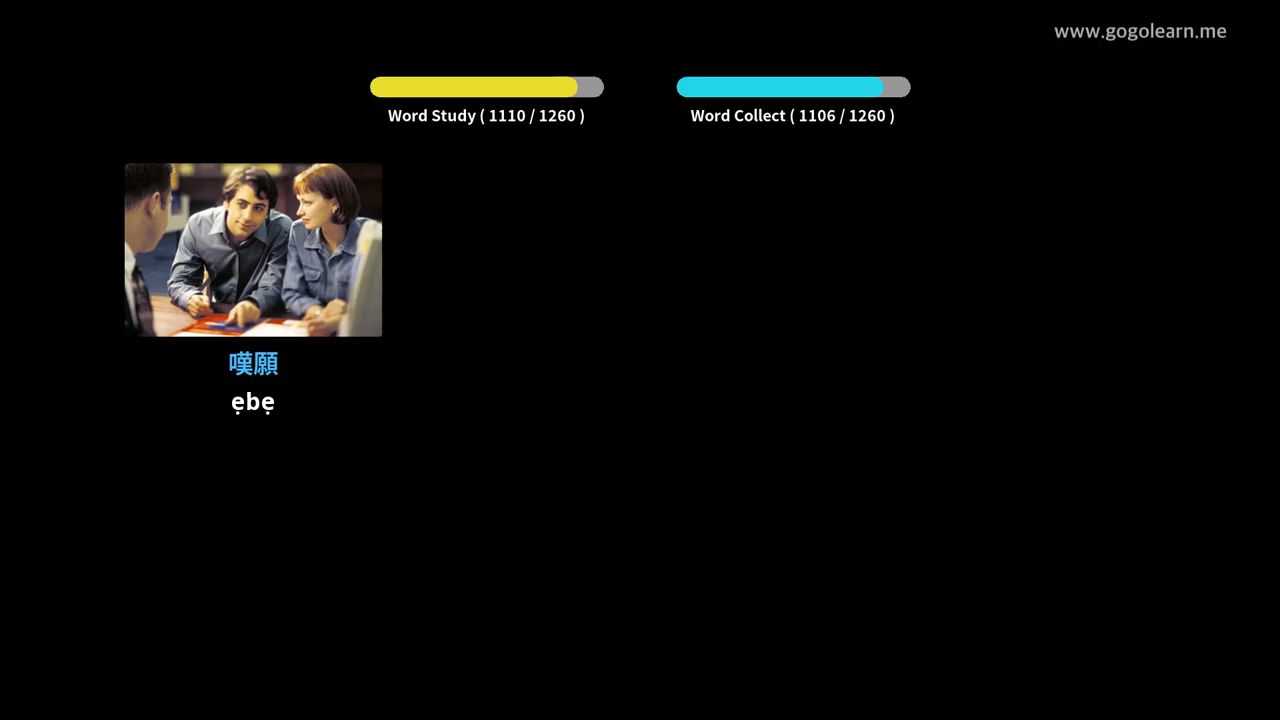 www.gogolearn.me
Word Study ( 1110 / 1260 )
Word Collect ( 1106 / 1260 )
嘆願
ẹbẹ